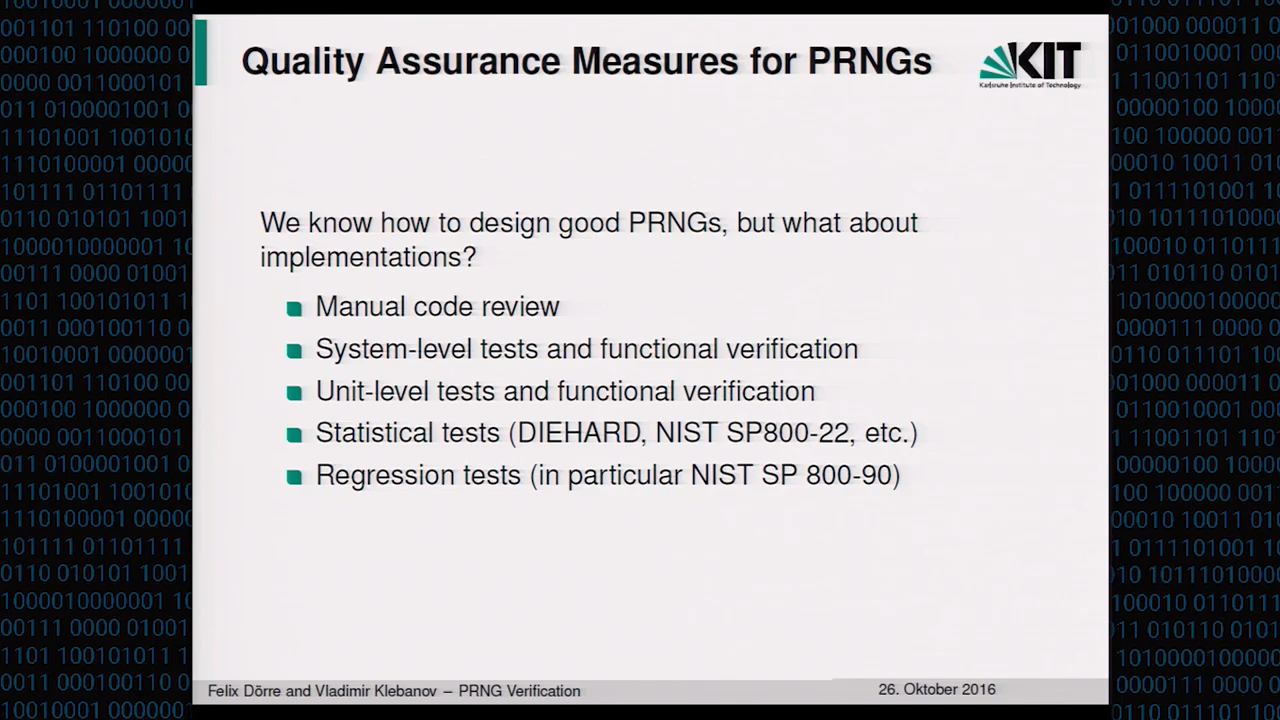 Quality Assurance Measures for PRNGs
KIT
Karlsruhe Institute of Technology
We know how to design good PRNGs, but what about
implementations?
Manual code review
System-level tests and functional verification
Unit-level tests and functional verification
Statistical tests (DIEHARD, NIST SP800-22, etc.)
Regression tests (in particular NIST SP 800-90)
Felix Dörre and Vladimir Klebanov – PRNG Verification
26. Oktober 2016